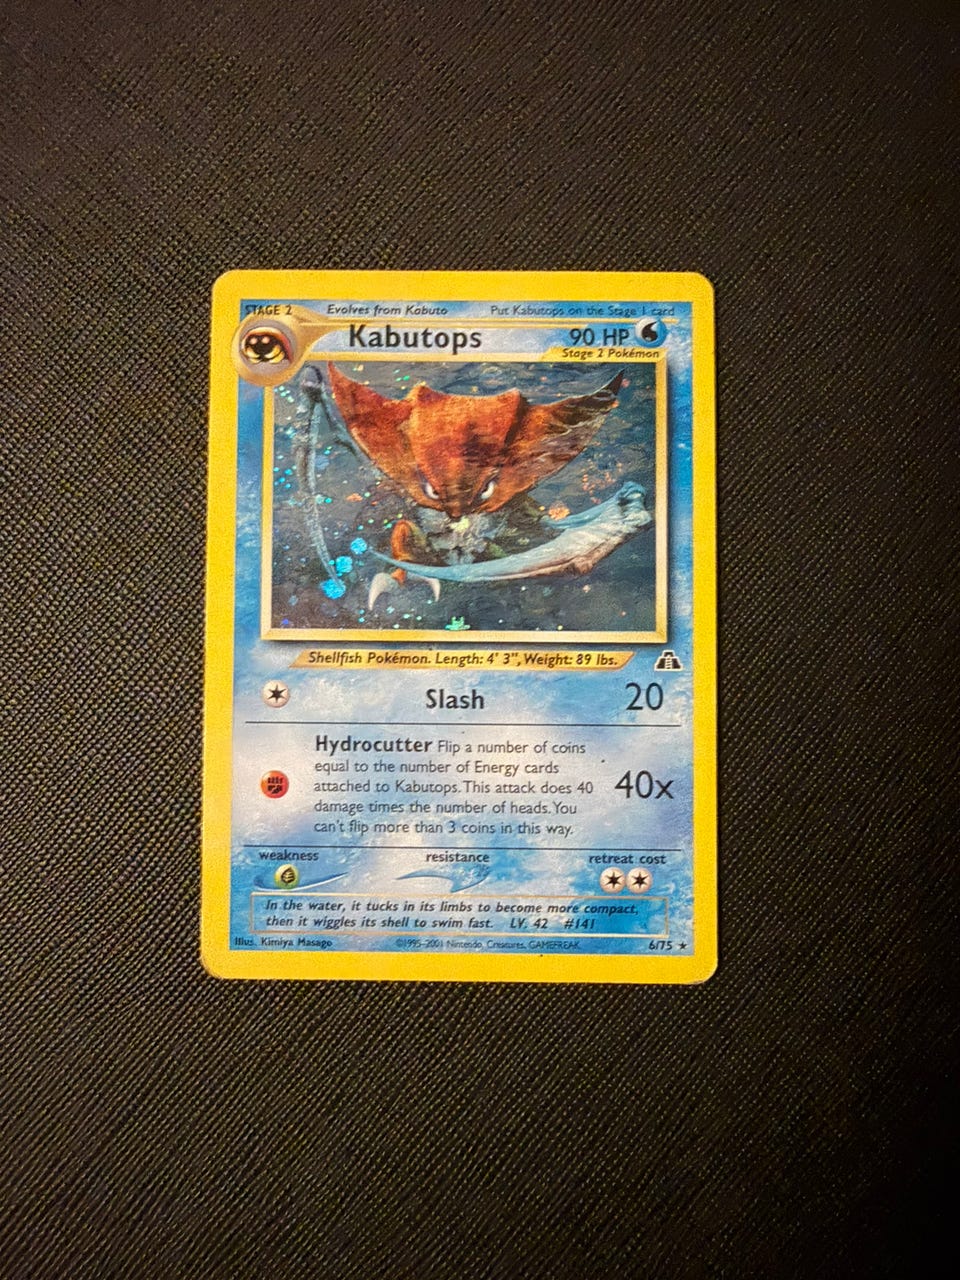 STAGE 2 Evolves from Kabuto Put Kabutops on the Stage 1 card
Kabutops 90 HP
Stage 2 Pokémon
Shellfish Pokémon. Length: 4' 3", Weight: 89 lbs.
Slash 20
Hydrocutter Flip a number of coins
equal to the number of Energy cards
attached to Kabutops. This attack does 40
damage times the number of heads. You
can't flip more than 3 coins in this way.
40x
weakness resistance retreat cost
In the water, it tucks in its limbs to become more compact,
then it wiggles its shell to swim fast. LV. 42 #141
Illus. Kimiya Masago ©1995-2001 Nintendo, Creatures, GAMEFREAK. 6/75 ★